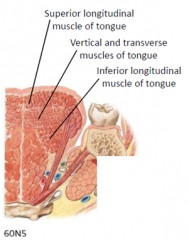 Superior longitudinal
muscle of tongue
Vertical and transverse
muscles of tongue
Inferior longitudinal
muscle of tongue
60N5